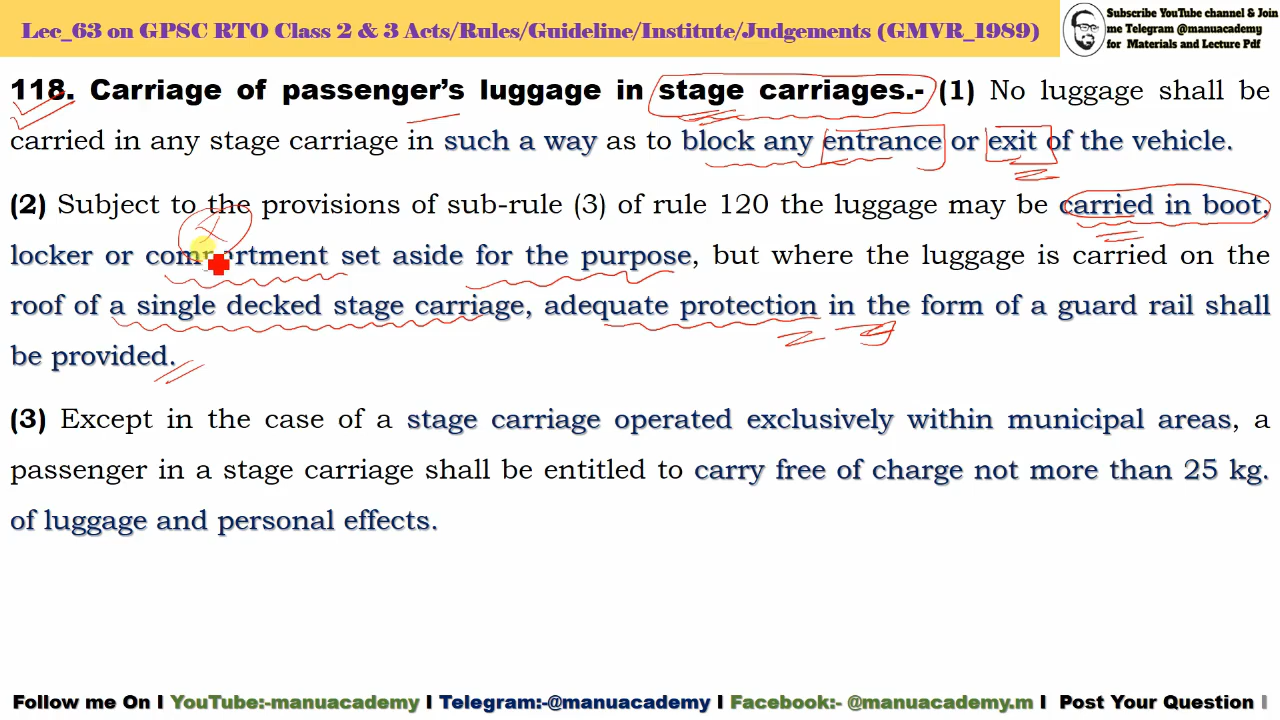 Lec_63 on GPSC RTO Class 2 & 3 Acts/Rules/Guideline/Institute/Judgements (GMVR_1989)
Subscribe YouTube channel & Join
me Telegram @manuacademy
for Materials and Lecture Pdf
118. Carriage of passenger’s luggage in stage carriages.- (1) No luggage shall be
carried in any stage carriage in such a way as to block any entrance or exit of the vehicle.
(2) Subject to the provisions of sub-rule (3) of rule 120 the luggage may be carried in boot,
locker or compartment set aside for the purpose, but where the luggage is carried on the
roof of a single decked stage carriage, adequate protection in the form of a guard rail shall
be provided.
(3) Except in the case of a stage carriage operated exclusively within municipal areas, a
passenger in a stage carriage shall be entitled to carry free of charge not more than 25 kg.
of luggage and personal effects.
Follow me On I YouTube:-manuacademy I Telegram:-@manuacademy I Facebook:- @manuacademy.m I Post Your Question I